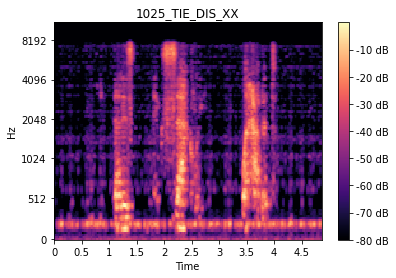 1025_TIE_DIS_XX
8192
4096
2048
1024
512
0
Hz
0 0.5 1 1.5 2 2.5 3 3.5 4 4.5
Time
-10 dB
-20 dB
-30 dB
-40 dB
-50 dB
-60 dB
-70 dB
-80 dB